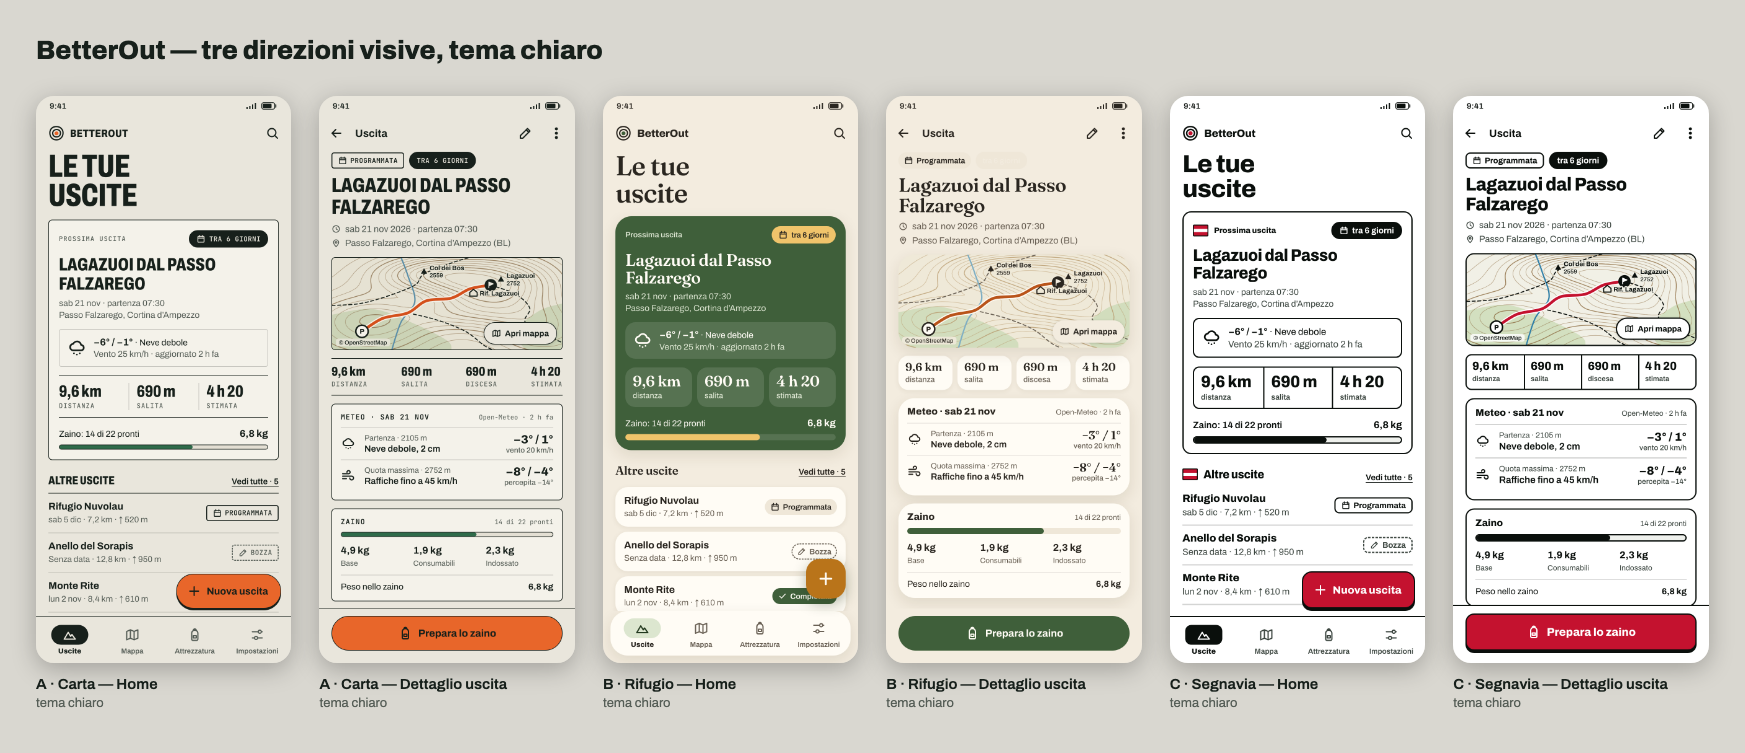 BetterOut — tre direzioni visive, tema chiaro
9:41
BETTEROUT
LE TUE
USCITE
PROSSIMA USCITA
TRA 6 GIORNI
LAGAZUOI DAL PASSO
FALZAREGO
sab 21 nov · partenza 07:30
Passo Falzarego, Cortina d'Ampezzo
−6° / −1° · Neve debole
Vento 25 km/h · aggiornato 2 h fa
9,6 km 690 m 4 h 20
DISTANZA SALITA STIMATA
Zaino: 14 di 22 pronti 6,8 kg
ALTRE USCITE Vedi tutte · 5
Rifugio Nuvolau
sab 5 dic · 7,2 km · ↑ 520 m
PROGRAMMATA
Anello del Sorapis
Senza data · 12,8 km · ↑ 950 m
BOZZA
Monte Rite
lun 2 nov · 8,4 km · ↑ 610 m
+ Nuova uscita
Uscite Mappa Attrezzatura Impostazioni
A · Carta — Home
tema chiaro
9:41
← Uscita
PROGRAMMATA TRA 6 GIORNI
LAGAZUOI DAL PASSO
FALZAREGO
sab 21 nov 2026 · partenza 07:30
Passo Falzarego, Cortina d'Ampezzo (BL)
Col dei Bos
2559
Lagazuoi
2752
Rif. Lagazuoi
P
Apri mappa
© OpenStreetMap
9,6 km 690 m 690 m 4 h 20
DISTANZA SALITA DISCESA STIMATA
METEO · SAB 21 NOV Open-Meteo · 2 h fa
Partenza · 2105 m −3° / 1°
Neve debole, 2 cm vento 20 km/h
Quota massima · 2752 m −8° / −4°
Raffiche fino a 45 km/h percepita −14°
ZAINO 14 di 22 pronti
4,9 kg 1,9 kg 2,3 kg
Base Consumabili Indossato
Peso nello zaino 6,8 kg
Prepara lo zaino
A · Carta — Dettaglio uscita
tema chiaro
9:41
BetterOut
Le tue
uscite
Prossima uscita
tra 6 giorni
Lagazuoi dal Passo
Falzarego
sab 21 nov · partenza 07:30
Passo Falzarego, Cortina d'Ampezzo
−6° / −1° · Neve debole
Vento 25 km/h · aggiornato 2 h fa
9,6 km 690 m 4 h 20
distanza salita stimata
Zaino: 14 di 22 pronti 6,8 kg
Altre uscite Vedi tutte · 5
Rifugio Nuvolau
sab 5 dic · 7,2 km · ↑ 520 m
Programmata
Anello del Sorapis
Senza data · 12,8 km · ↑ 950 m
Bozza
Monte Rite
lun 2 nov · 8,4 km · ↑ 610 m
+
Uscite Mappa Attrezzatura Impostazioni
B · Rifugio — Home
tema chiaro
9:41
← Uscita
Programmata
Lagazuoi dal Passo
Falzarego
sab 21 nov 2026 · partenza 07:30
Passo Falzarego, Cortina d'Ampezzo (BL)
Col dei Bos
2559
Lagazuoi
2752
Rif. Lagazuoi
P
Apri mappa
© OpenStreetMap
9,6 km 690 m 690 m 4 h 20
distanza salita discesa stimata
Meteo · sab 21 nov Open-Meteo · 2 h fa
Partenza · 2105 m −3° / 1°
Neve debole, 2 cm vento 20 km/h
Quota massima · 2752 m −8° / −4°
Raffiche fino a 45 km/h percepita −14°
Zaino 14 di 22 pronti
4,9 kg 1,9 kg 2,3 kg
Base Consumabili Indossato
Peso nello zaino 6,8 kg
Prepara lo zaino
B · Rifugio — Dettaglio uscita
tema chiaro
9:41
BetterOut
Le tue
uscite
Prossima uscita
tra 6 giorni
Lagazuoi dal Passo
Falzarego
sab 21 nov · partenza 07:30
Passo Falzarego, Cortina d'Ampezzo
−6° / −1° · Neve debole
Vento 25 km/h · aggiornato 2 h fa
9,6 km 690 m 4 h 20
distanza salita stimata
Zaino: 14 di 22 pronti 6,8 kg
Altre uscite Vedi tutte · 5
Rifugio Nuvolau
sab 5 dic · 7,2 km · ↑ 520 m
Programmata
Anello del Sorapis
Senza data · 12,8 km · ↑ 950 m
Bozza
Monte Rite
lun 2 nov · 8,4 km · ↑ 610 m
+ Nuova uscita
Uscite Mappa Attrezzatura Impostazioni
C · Segnavia — Home
tema chiaro
9:41
← Uscita
Programmata tra 6 giorni
Lagazuoi dal Passo
Falzarego
sab 21 nov 2026 · partenza 07:30
Passo Falzarego, Cortina d'Ampezzo (BL)
Col dei Bos
2559
Lagazuoi
2752
Rif. Lagazuoi
P
Apri mappa
© OpenStreetMap
9,6 km 690 m 690 m 4 h 20
distanza salita discesa stimata
Meteo · sab 21 nov Open-Meteo · 2 h fa
Partenza · 2105 m −3° / 1°
Neve debole, 2 cm vento 20 km/h
Quota massima · 2752 m −8° / −4°
Raffiche fino a 45 km/h percepita −14°
Zaino 14 di 22 pronti
4,9 kg 1,9 kg 2,3 kg
Base Consumabili Indossato
Peso nello zaino 6,8 kg
Prepara lo zaino
C · Segnavia — Dettaglio uscita
tema chiaro